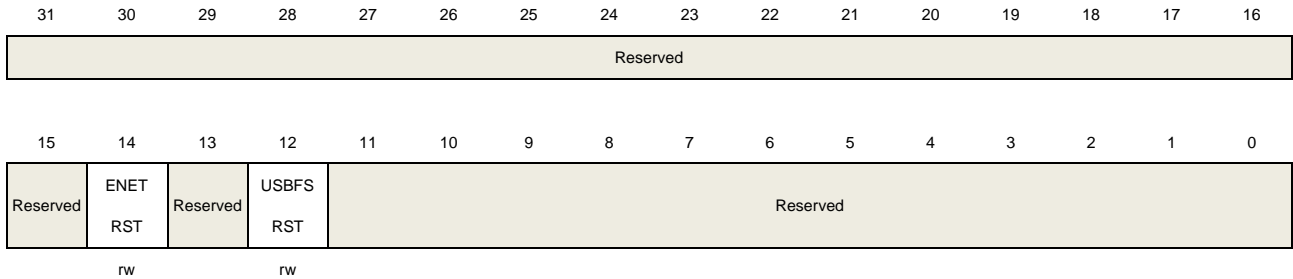 31 30 29 28 27 26 25 24 23 22 21 20 19 18 17 16
Reserved
15 14 13 12 11 10 9 8 7 6 5 4 3 2 1 0
Reserved ENET RST Reserved USBFS RST Reserved
rw rw